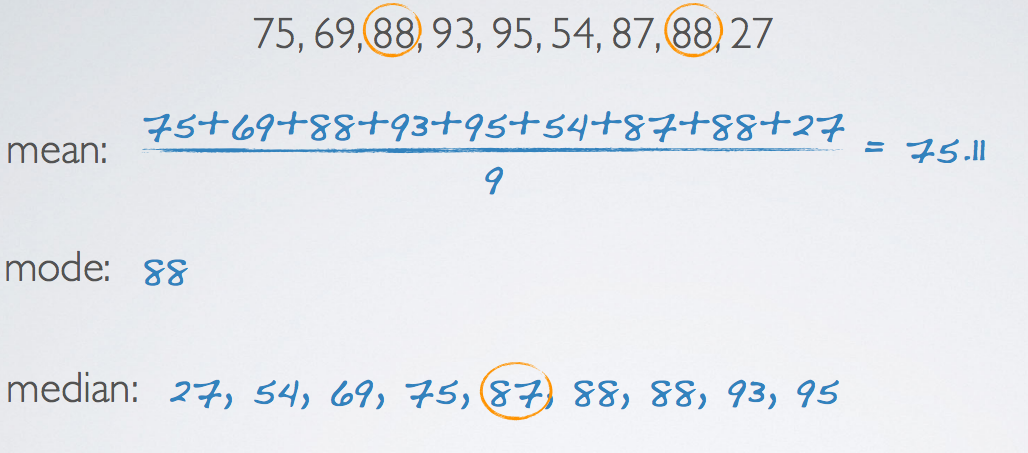 75, 69, 88, 93, 95, 54, 87, 88, 27
mean: 75+69+88+93+95+54+87+88+27
9
= 75.11
mode: 88
median: 27, 54, 69, 75, 87, 88, 88, 93, 95